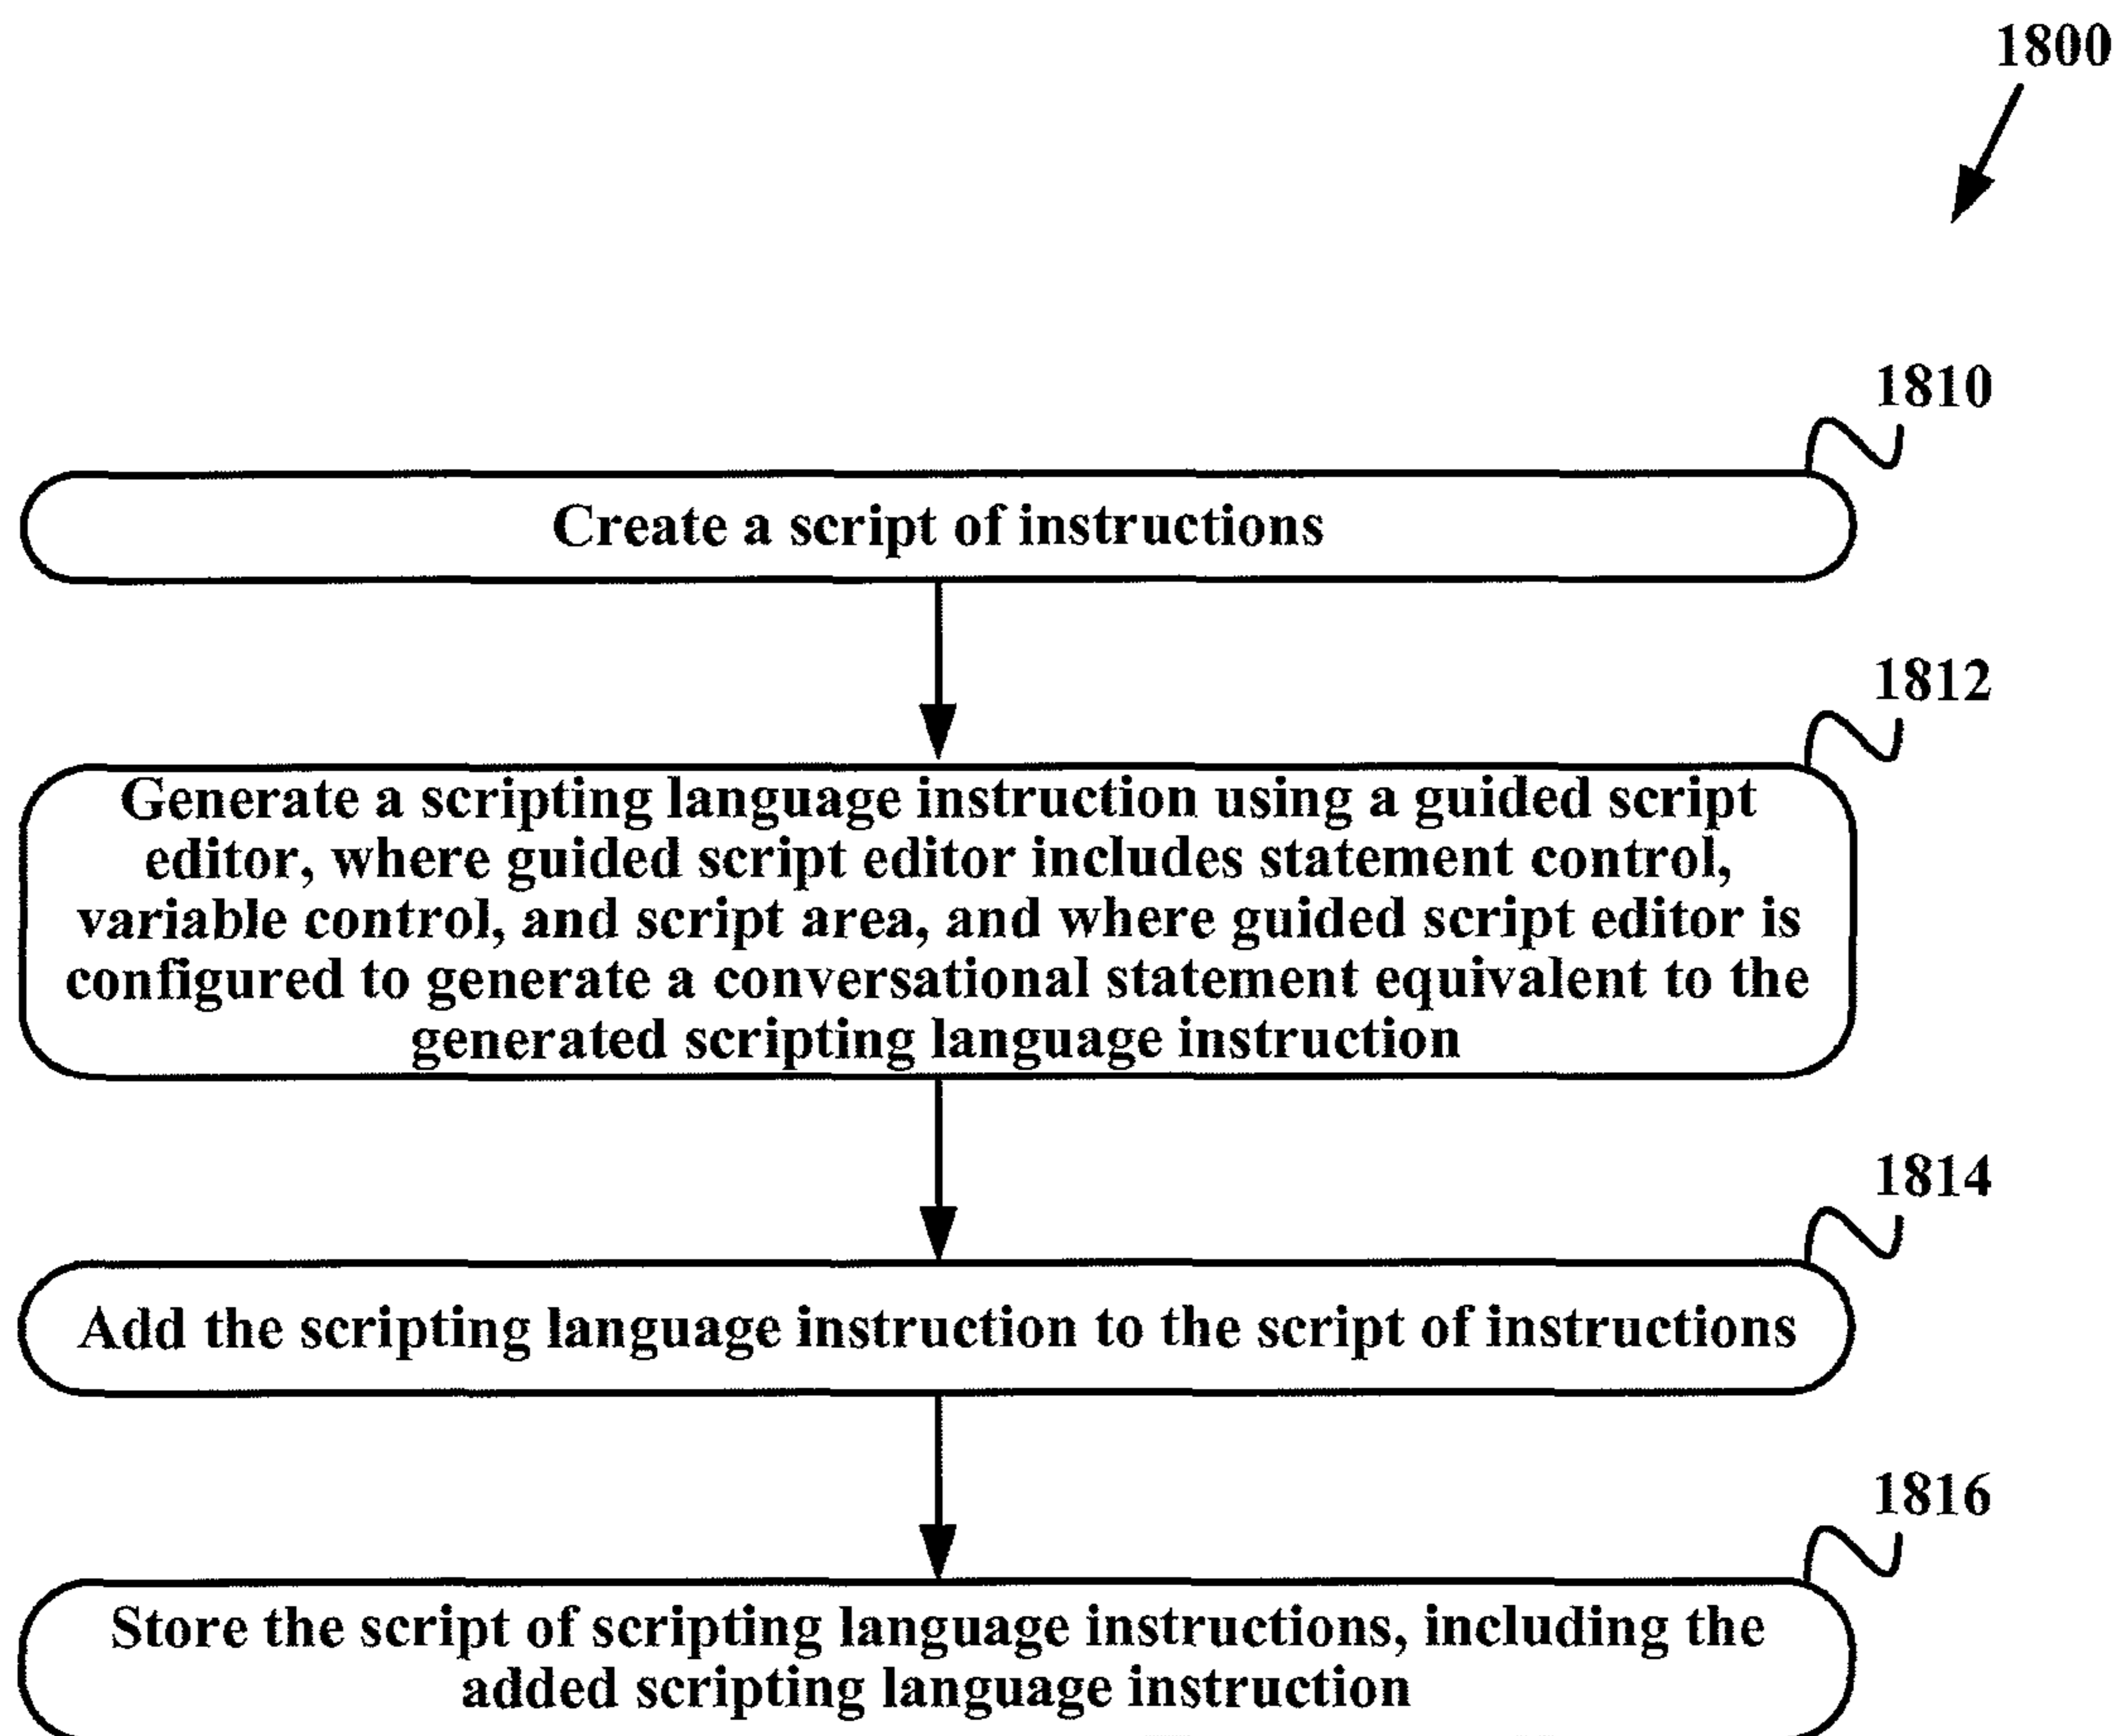 1800
1810
Create a script of instructions
1812
Generate a scripting language instruction using a guided script
editor, where guided script editor includes statement control,
variable control, and script area, and where guided script editor is
configured to generate a conversational statement equivalent to the
generated scripting language instruction
1814
Add the scripting language instruction to the script of instructions
1816
Store the script of scripting language instructions, including the
added scripting language instruction